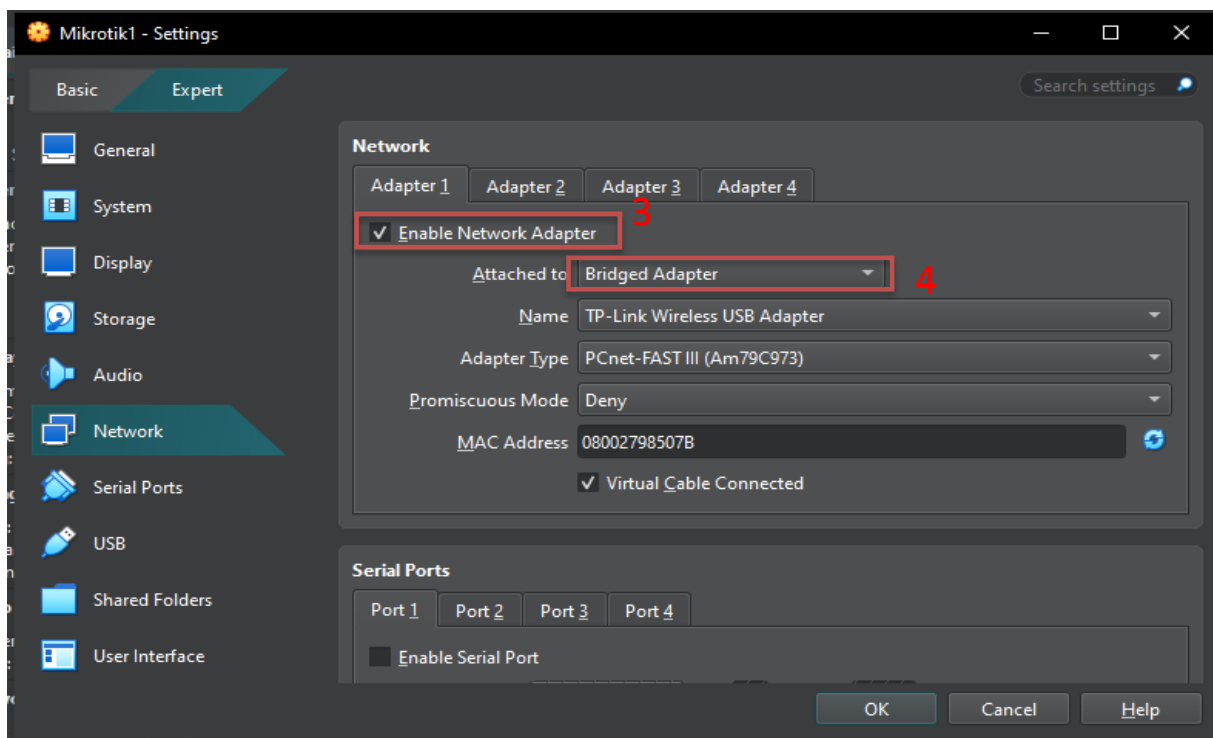 Mikrotik1 - Settings
Basic Expert
Search settings
General
System
Display
Storage
Audio
Network
Serial Ports
USB
Shared Folders
User Interface
Network
Adapter 1 Adapter 2 Adapter 3 Adapter 4
3
Enable Network Adapter
Attached to Bridged Adapter
4
Name TP-Link Wireless USB Adapter
Adapter Type PCnet-FAST III (Am79C973)
Promiscuous Mode Deny
MAC Address 08002798507B
Virtual Cable Connected
Serial Ports
Port 1 Port 2 Port 3 Port 4
Enable Serial Port
OK Cancel Help